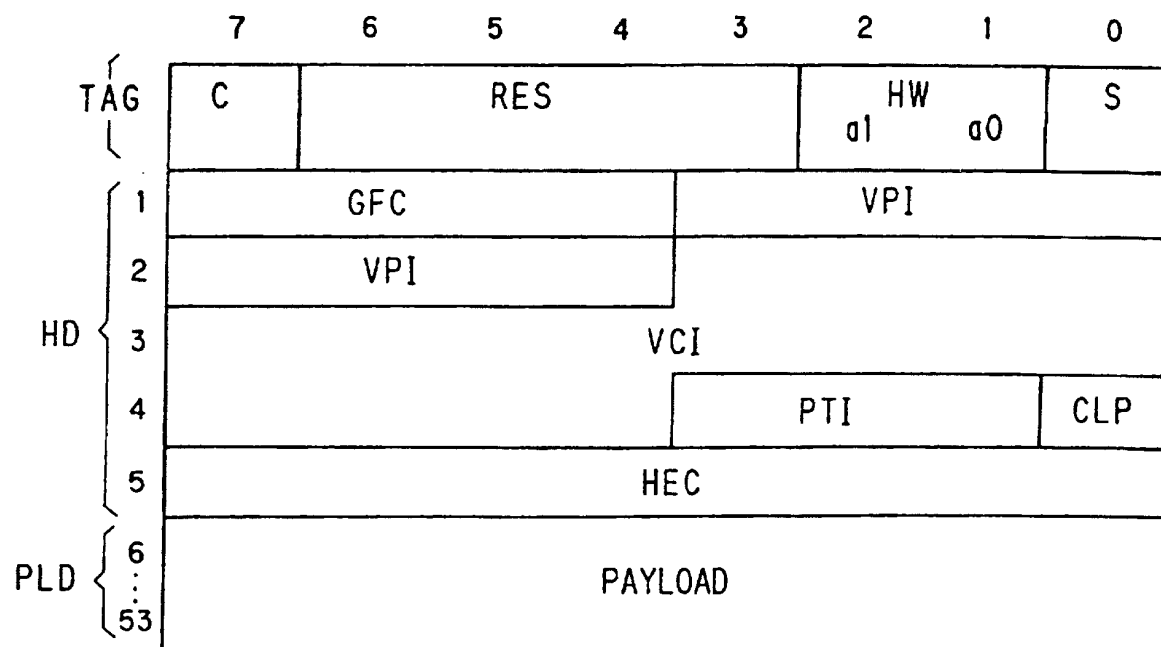 7 6 5 4 3 2 1 0
TAG C RES HW S
a1 a0
1 GFC VPI
2 VPI
HD 3 VCI
4 PTI CLP
5 HEC
6
PLD PAYLOAD
53